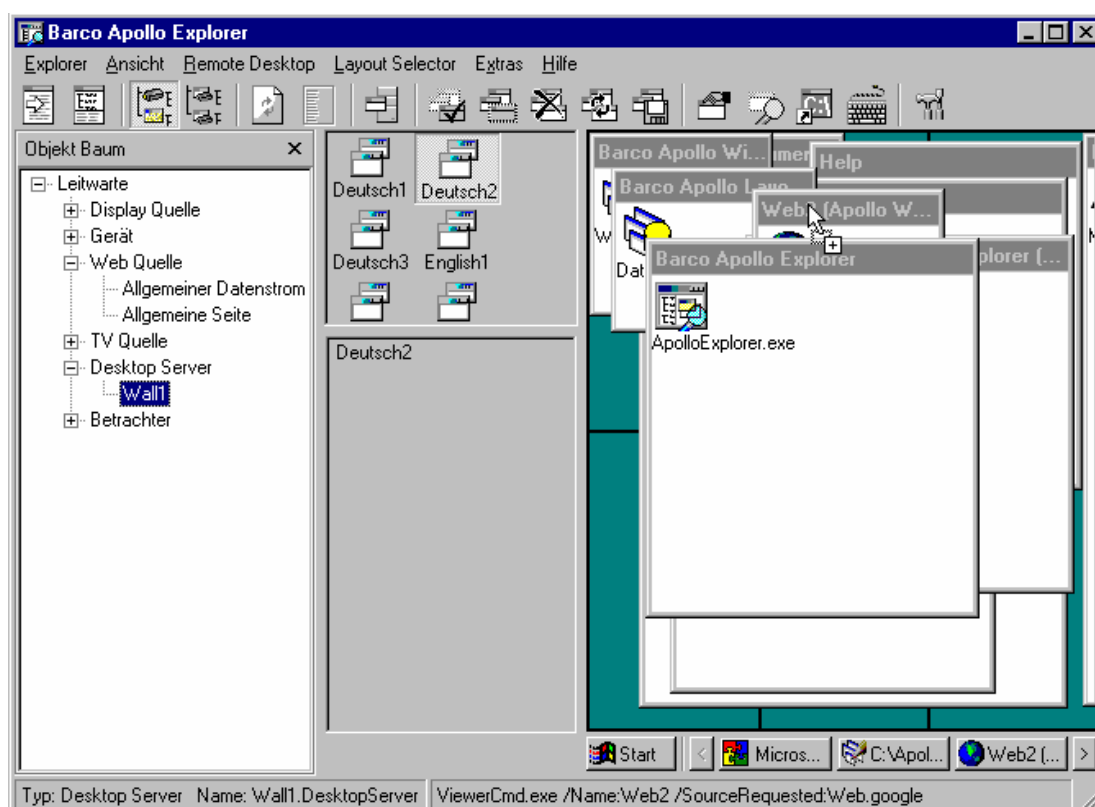 Barco Apollo Explorer
Explorer Ansicht Remote Desktop Layout Selector Extras Hilfe
Objekt Baum
Leitwarte
Display Quelle
Gerät
Web Quelle
Allgemeiner Datenstrom
Allgemeine Seite
TV Quelle
Desktop Server
Wall1
Betrachter
Deutsch1 Deutsch2
Deutsch3 English1
Deutsch2
Barco Apollo Wi...
Help
Barco Apollo Layo
Web2 (Apollo W...
Barco Apollo Explorer
plorer (...
Dat
ApolloExplorer.exe
Start
Micros...
C:\Apol...
Web2 (...
Typ: Desktop Server Name: Wall1.DesktopServer
ViewerCmd.exe /Name:Web2 /SourceRequested:Web.google